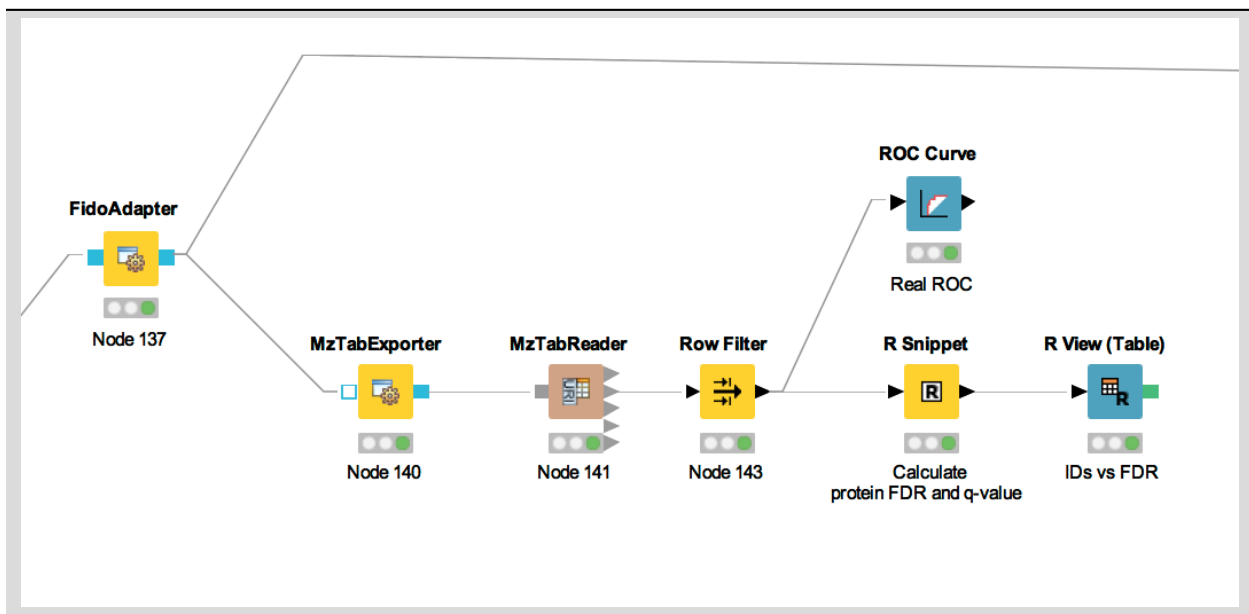 ROC Curve
Real ROC
FidoAdapter
Node 137
MzTabExporter
Node 140
MzTabReader
URI
Node 141
Row Filter
Node 143
R Snippet
R
Calculate
protein FDR and q-value
R View (Table)
R
IDs vs FDR